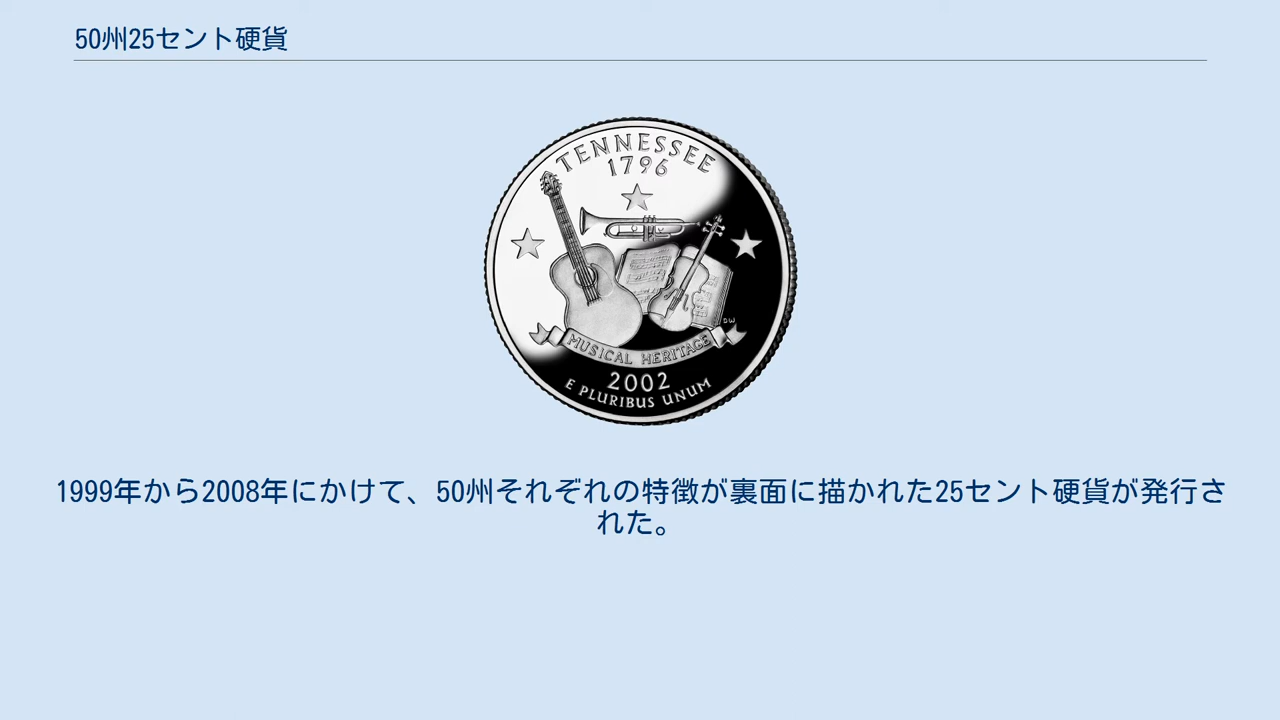 50州25セント硬貨
TENNESSEE
1796
DW
MUSICAL HERITAGE
2002
E PLURIBUS UNUM
1999年から2008年にかけて、50州それぞれの特徴が裏面に描かれた25セント硬貨が発行さ
れた。